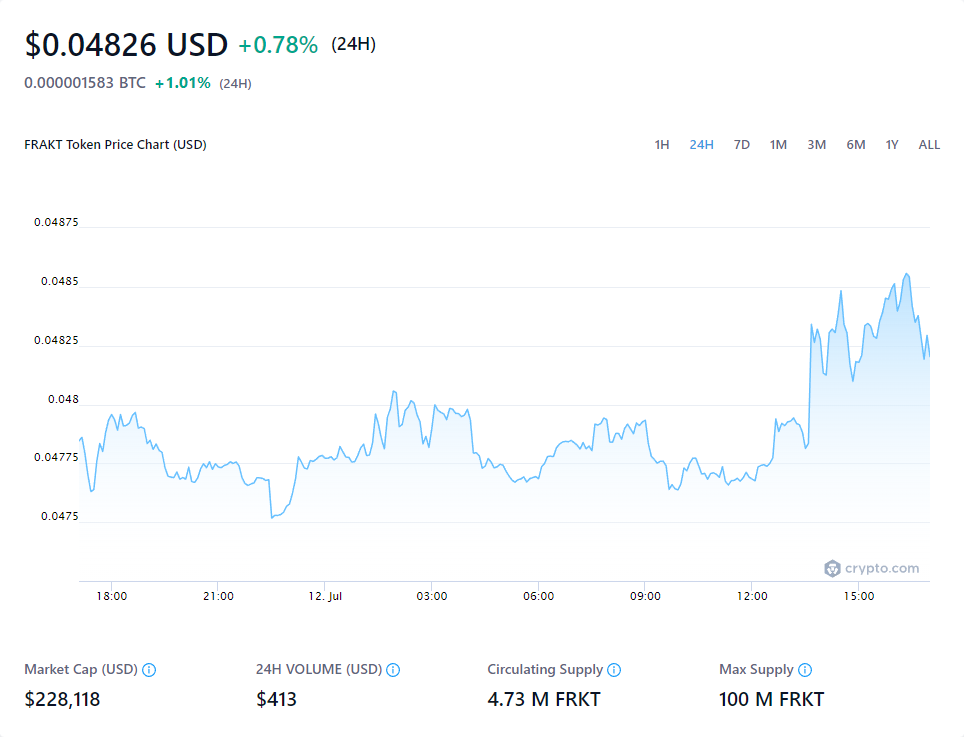 $0.04826 USD +0.78% (24H)
0.000001583 BTC +1.01% (24H)
FRAKT Token Price Chart (USD) 1H 24H 7D 1M 3M 6M 1Y ALL
0.04875
0.0485
0.04825
0.048
0.04775
0.0475
crypto.com
18:00 21:00 12. Jul 03:00 06:00 09:00 12:00 15:00
Market Cap (USD) 24H VOLUME (USD) Circulating Supply Max Supply
$228,118 $413 4.73 M FRKT 100 M FRKT